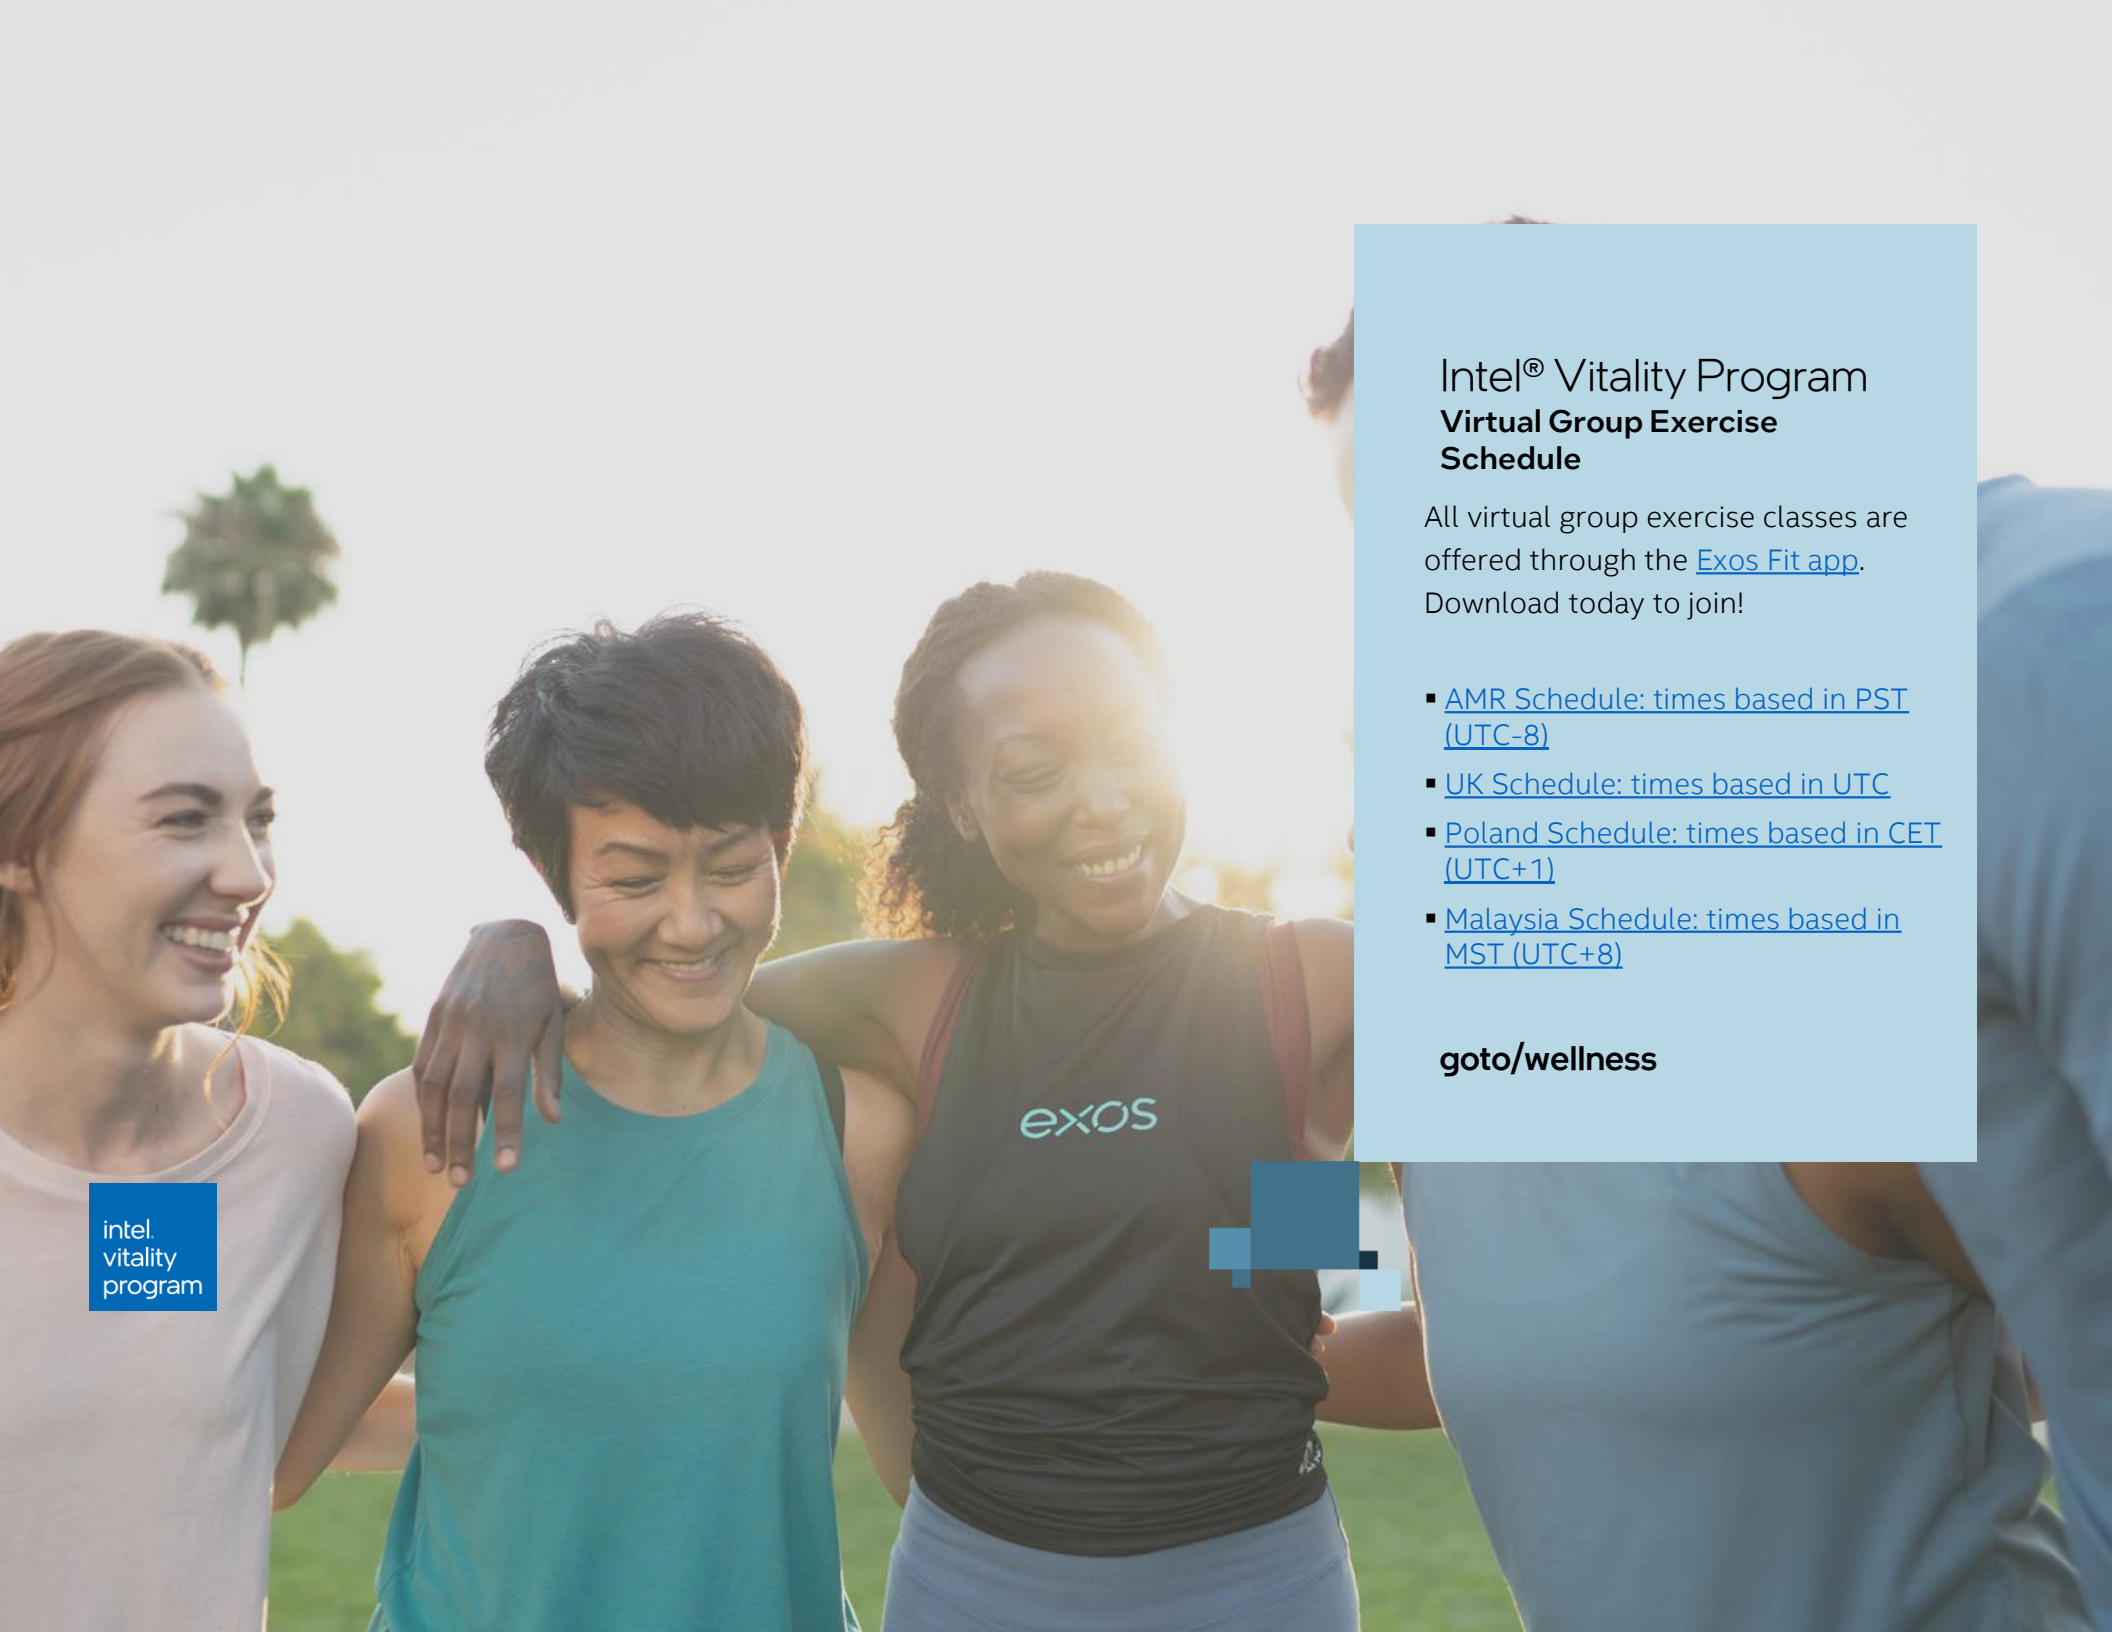 Intel® Vitality Program
Virtual Group Exercise
Schedule
All virtual group exercise classes are
offered through the Exos Fit app.
Download today to join!
▪ AMR Schedule: times based in PST
(UTC-8)
▪ UK Schedule: times based in UTC
▪ Poland Schedule: times based in CET
(UTC+1)
▪ Malaysia Schedule: times based in
MST (UTC+8)
goto/wellness
exos
intel.
vitality
program